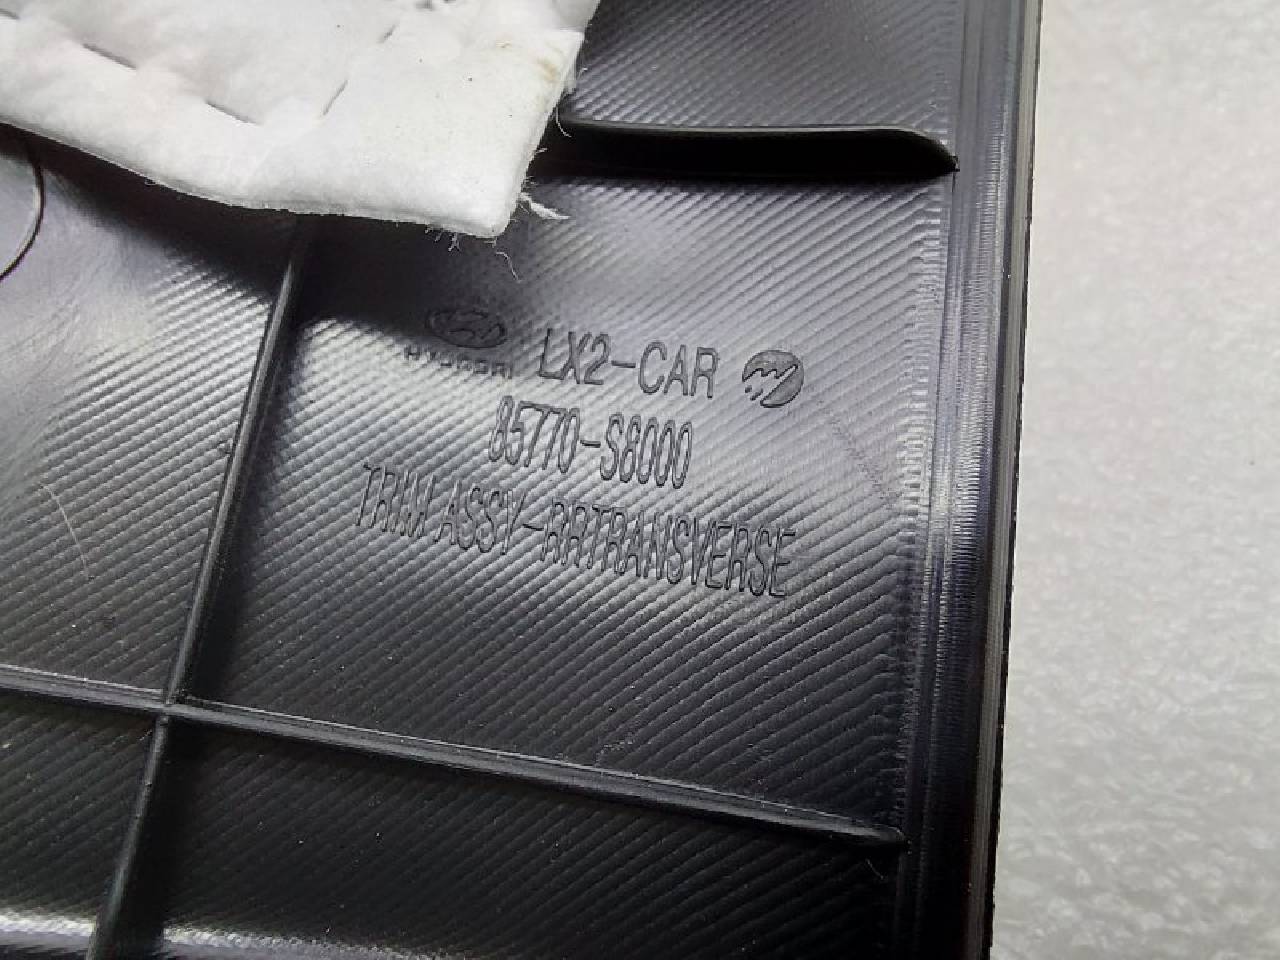 HYUNDAI LX2-CAR
85770-S8000
TRIM ASSY-RRTRANSVERSE